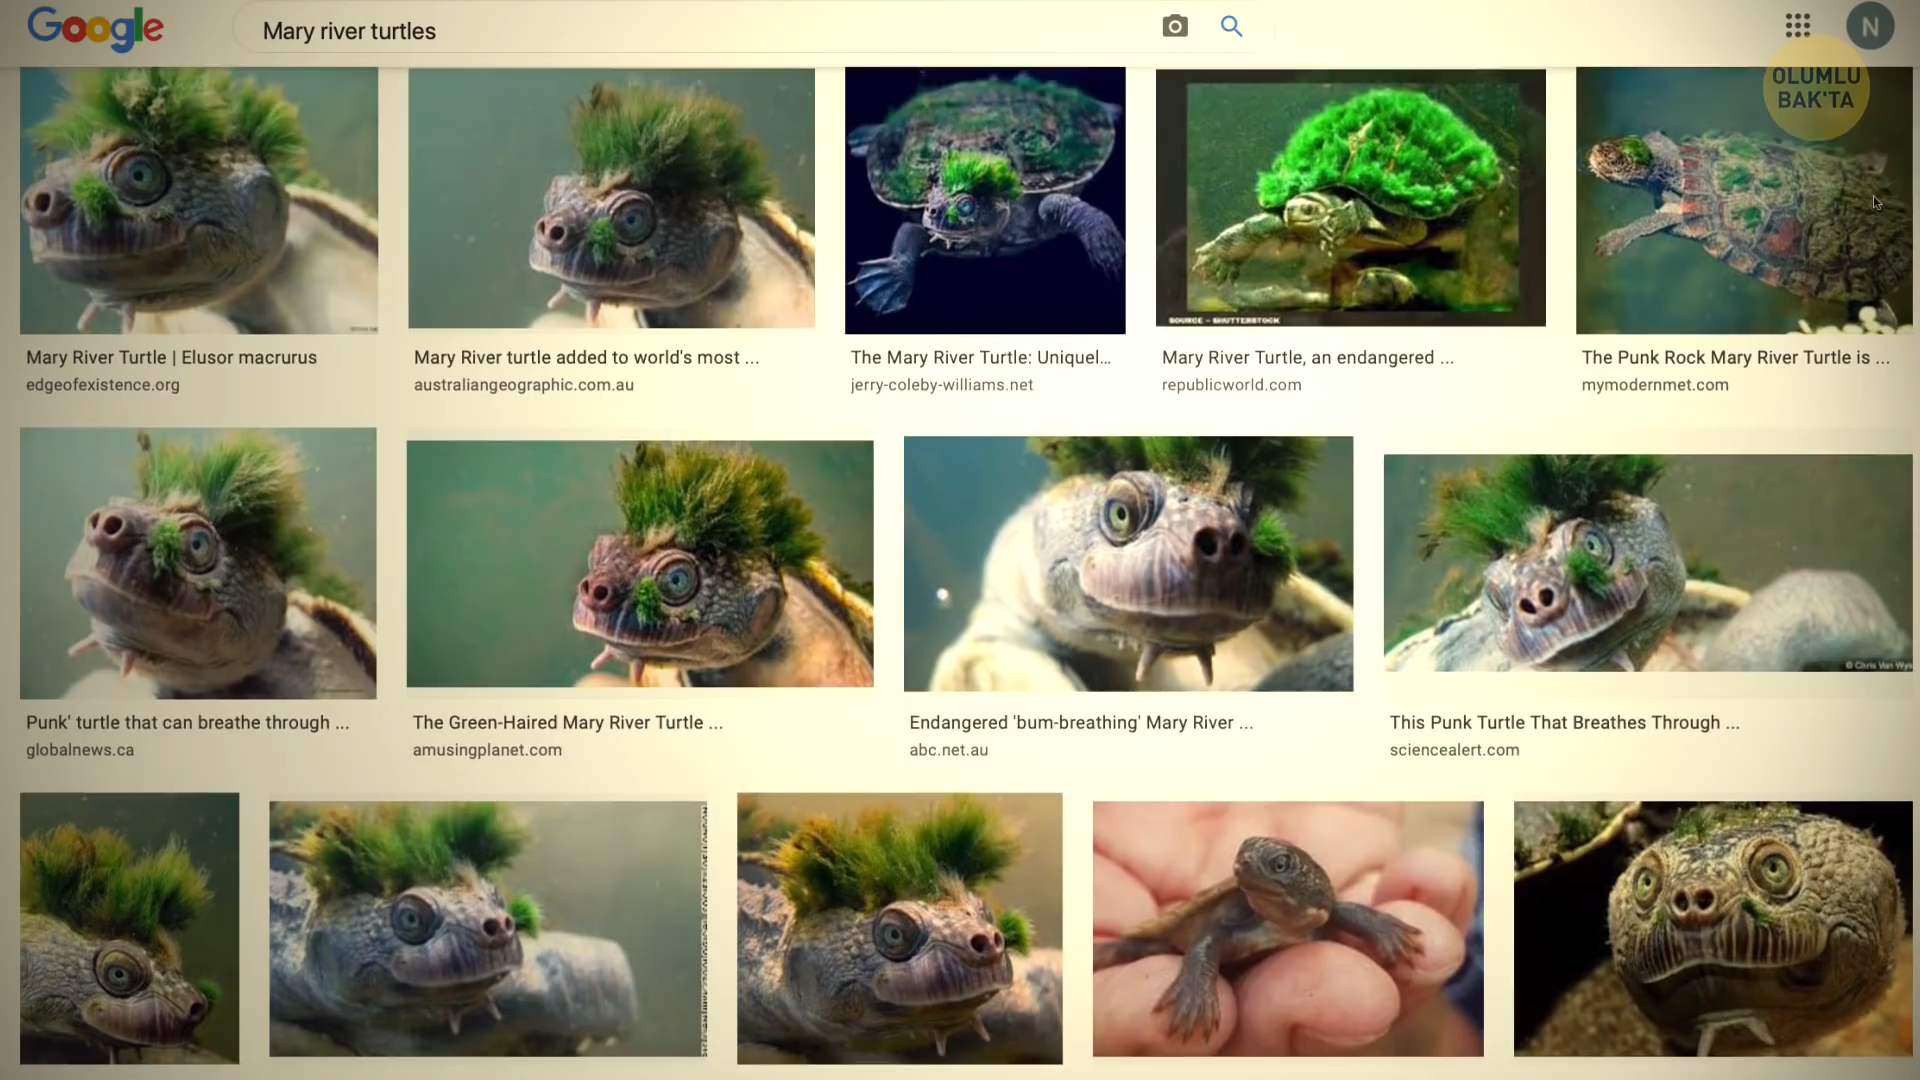 Google
Mary river turtles
N
OLUMLU
BAK'TA
SOURCE - SHUTTERSTOCK
Mary River Turtle | Elusor macrurus
edgeofexistence.org
Mary River turtle added to world's most ...
australiangeographic.com.au
The Mary River Turtle: Uniquel...
jerry-coleby-williams.net
Mary River Turtle, an endangered ...
republicworld.com
The Punk Rock Mary River Turtle is ...
mymodernmet.com
© Chris Van Wyk
Punk' turtle that can breathe through ...
globalnews.ca
The Green-Haired Mary River Turtle ...
amusingplanet.com
Endangered 'bum-breathing' Mary River ...
abc.net.au
This Punk Turtle That Breathes Through ...
sciencealert.com